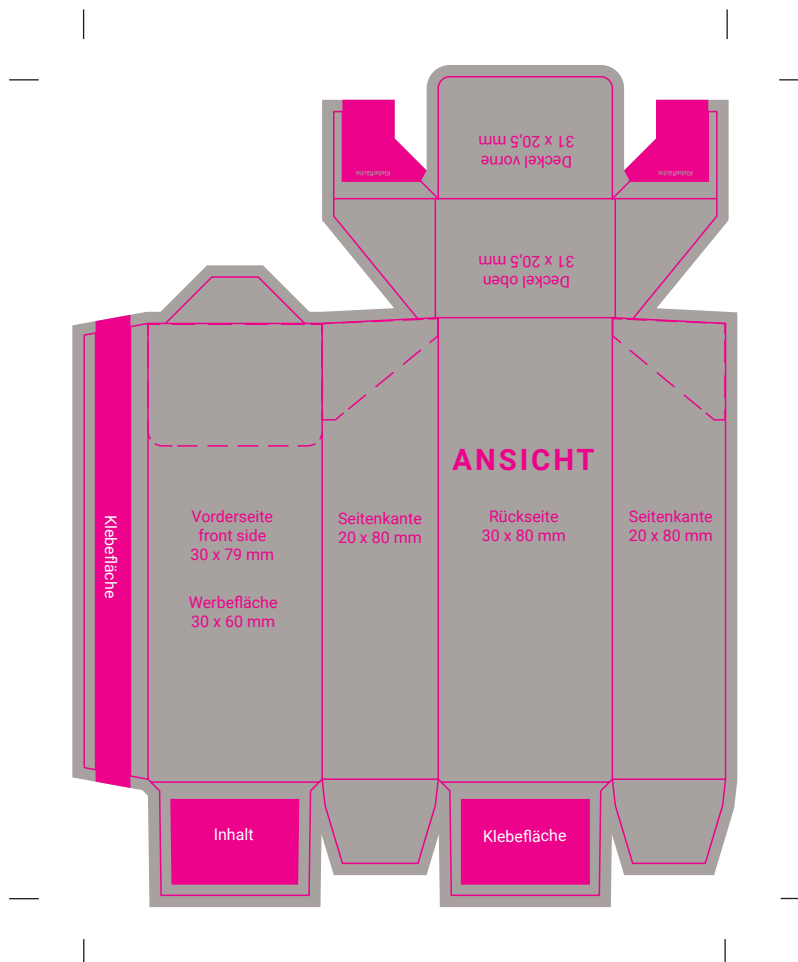 Deckel vorne
31 x 20,5 mm
Klebefläche
Klebefläche
Deckel oben
31 x 20,5 mm
ANSICHT
Klebefläche
Vorderseite
front side
30 x 79 mm
Werbefläche
30 x 60 mm
Seitenkante
20 x 80 mm
Rückseite
30 x 80 mm
Seitenkante
20 x 80 mm
Inhalt
Klebefläche